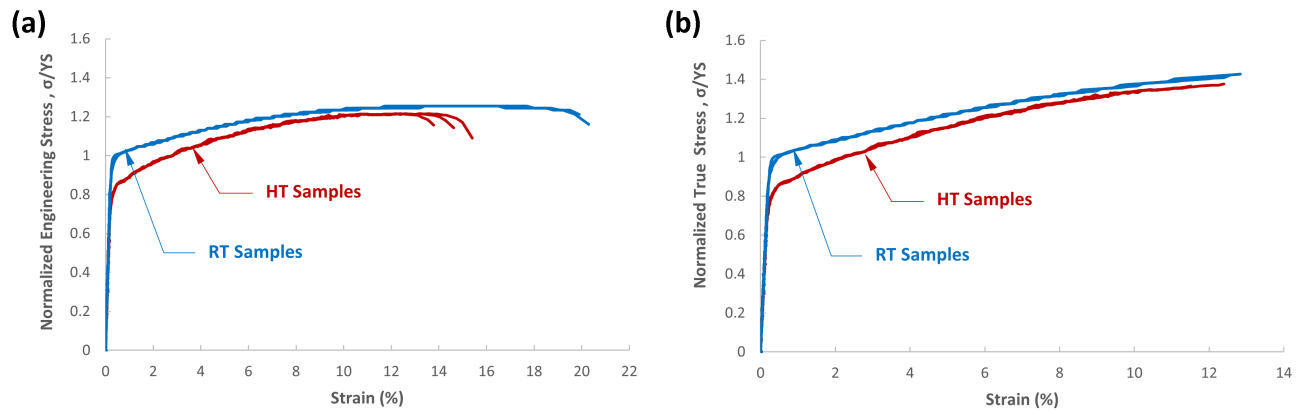 (a)
Normalized Engineering Stress , σ/YS
1.6
1.4
1.2
1
0.8
0.6
0.4
0.2
0
HT Samples
RT Samples
0 2 4 6 8 10 12 14 16 18 20 22
Strain (%)
(b)
Normalized True Stress , σ/YS
1.6
1.4
1.2
1
0.8
0.6
0.4
0.2
0
HT Samples
RT Samples
0 2 4 6 8 10 12 14
Strain (%)